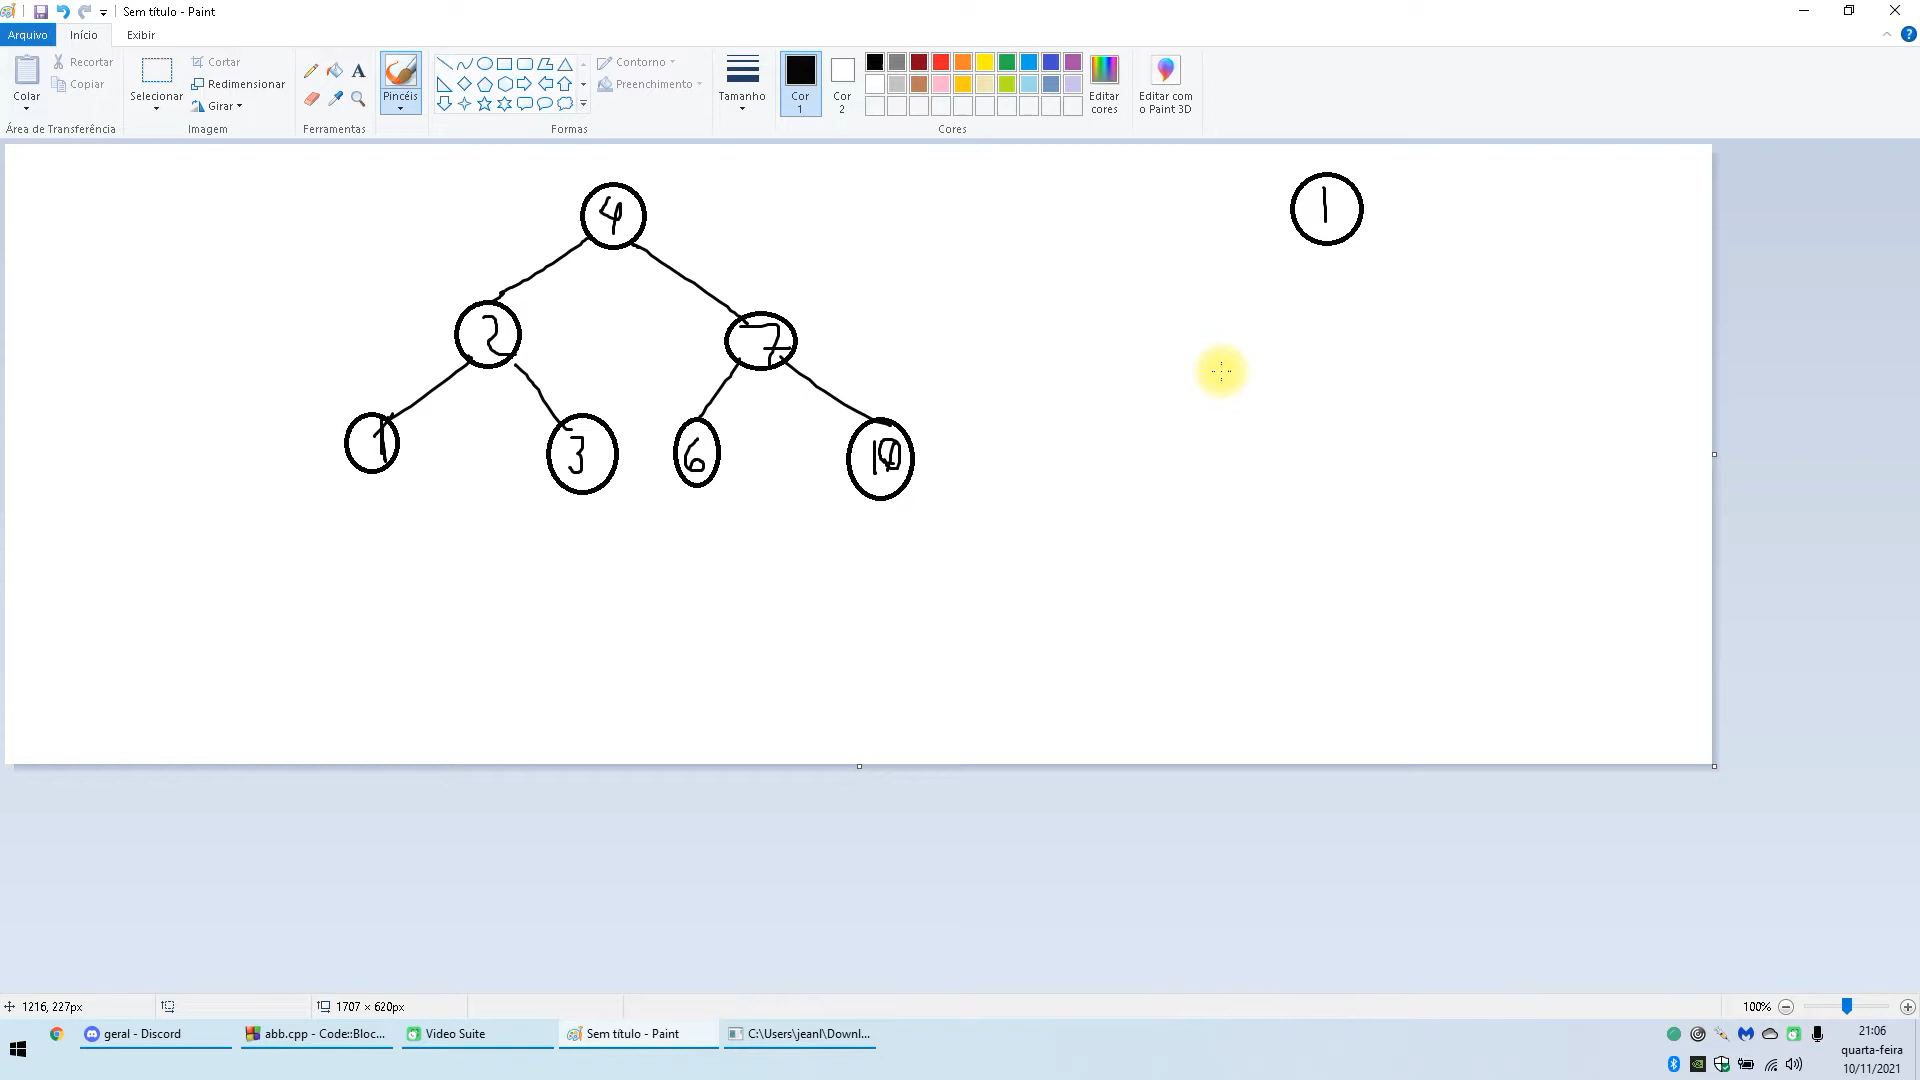 Sem título - Paint
Arquivo Início Exibir
Colar
Recortar
Copiar
Área de Transferência
Selecionar
Cortar
Redimensionar
Girar
Imagem
A
Ferramentas
Pincéis
Contorno
Preenchimento
Formas
Tamanho
Cor
1
Cor
2
Editar
cores
Cores
Editar com
o Paint 3D
?
4
1
2 7
1 3 6
1216, 227px
1707 × 620px
100%
geral - Discord
abb.cpp - Code::Bloc...
Video Suite
Sem título - Paint
C:\Users\jeanl\Downl...
21:06
quarta-feira
10/11/2021